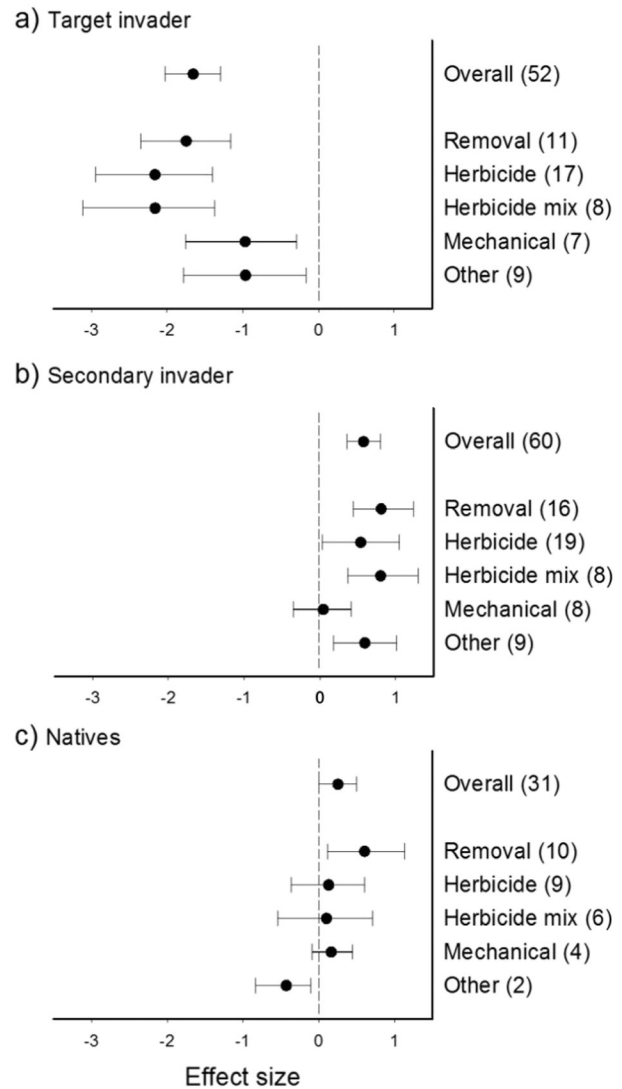 a) Target invader
Overall (52)
Removal (11)
Herbicide (17)
Herbicide mix (8)
Mechanical (7)
Other (9)
-3 -2 -1 0 1
b) Secondary invader
Overall (60)
Removal (16)
Herbicide (19)
Herbicide mix (8)
Mechanical (8)
Other (9)
-3 -2 -1 0 1
c) Natives
Overall (31)
Removal (10)
Herbicide (9)
Herbicide mix (6)
Mechanical (4)
Other (2)
-3 -2 -1 0 1
Effect size